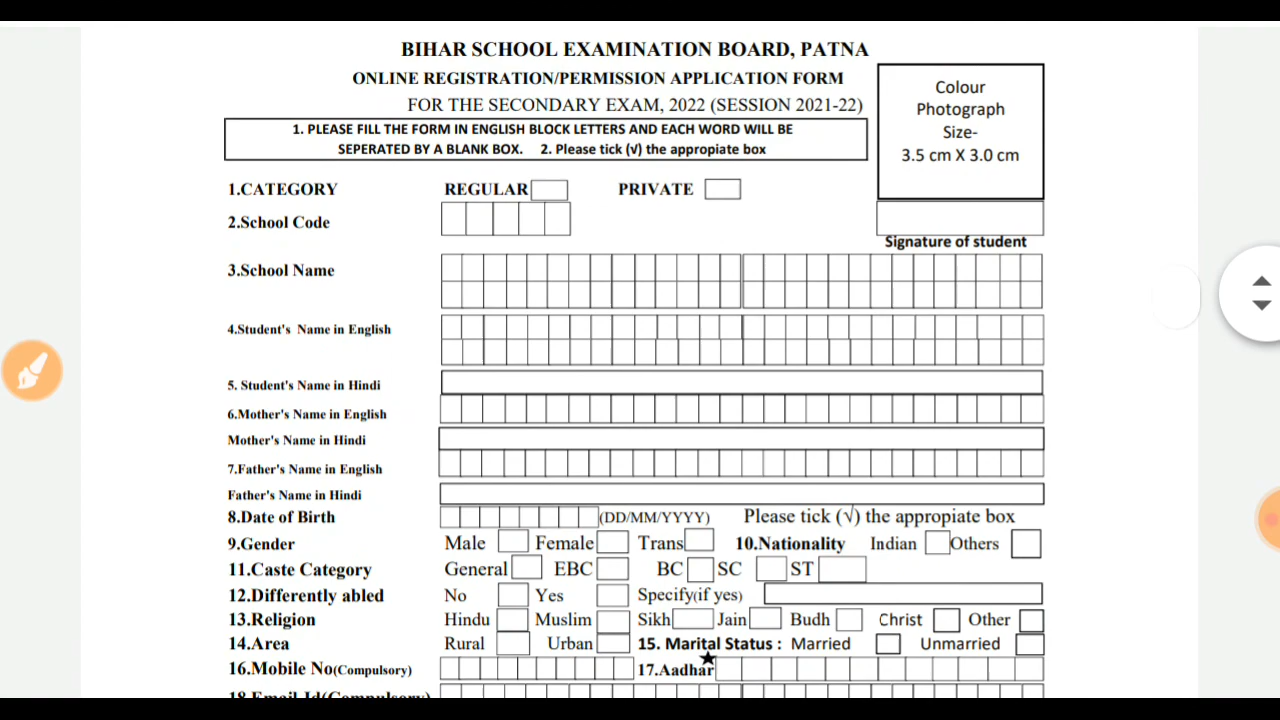 BIHAR SCHOOL EXAMINATION BOARD, PATNA
ONLINE REGISTRATION/PERMISSION APPLICATION FORM
FOR THE SECONDARY EXAM, 2022 (SESSION 2021-22)
Colour
Photograph
Size-
3.5 cm X 3.0 cm
1. PLEASE FILL THE FORM IN ENGLISH BLOCK LETTERS AND EACH WORD WILL BE
SEPERATED BY A BLANK BOX. 2. Please tick (√) the appropiate box
1.CATEGORY REGULAR PRIVATE
2.School Code
Signature of student
3.School Name
4.Student's Name in English
5. Student's Name in Hindi
6.Mother's Name in English
Mother's Name in Hindi
7.Father's Name in English
Father's Name in Hindi
8.Date of Birth (DD/MM/YYYY) Please tick (√) the appropiate box
9.Gender Male Female Trans 10.Nationality Indian Others
11.Caste Category General EBC BC SC ST
12.Differently abled No Yes Specify(if yes)
13.Religion Hindu Muslim Sikh Jain Budh Christ Other
14.Area Rural Urban 15. Marital Status : Married Unmarried
16.Mobile No(Compulsory) 17.Aadhar
18.Email Id(Compulsory)